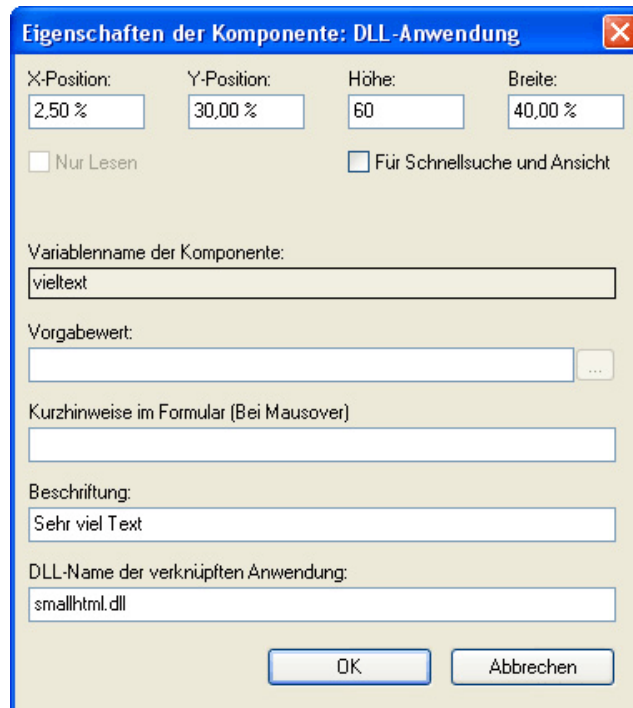 Eigenschaften der Komponente: DLL-Anwendung
X-Position: Y-Position: Höhe: Breite:
2,50 % 30,00 % 60 40,00 %
Nur Lesen Für Schnellsuche und Ansicht
Variablenname der Komponente:
vieltext
Vorgabewert:
...
Kurzhinweise im Formular (Bei Mausover)
Beschriftung:
Sehr viel Text
DLL-Name der verknüpften Anwendung:
smallhtml.dll
OK Abbrechen